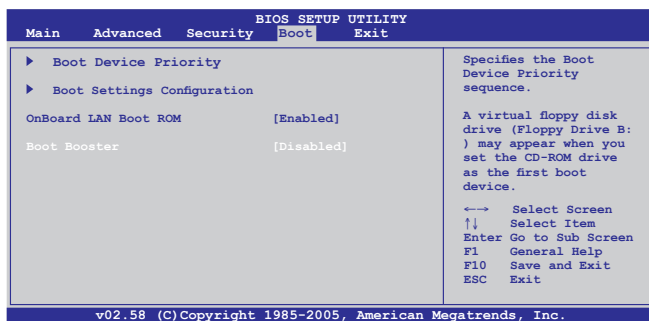 BIOS SETUP UTILITY
Main Advanced Security Boot Exit
Boot Device Priority
Boot Settings Configuration
OnBoard LAN Boot ROM [Enabled]
Boot Booster [Disabled]
Specifies the Boot
Device Priority
sequence.
A virtual floppy disk
drive (Floppy Drive B:
) may appear when you
set the CD-ROM drive
as the first boot
device.
←→ Select Screen
↑↓ Select Item
Enter Go to Sub Screen
F1 General Help
F10 Save and Exit
ESC Exit
v02.58 (C)Copyright 1985-2005, American Megatrends, Inc.